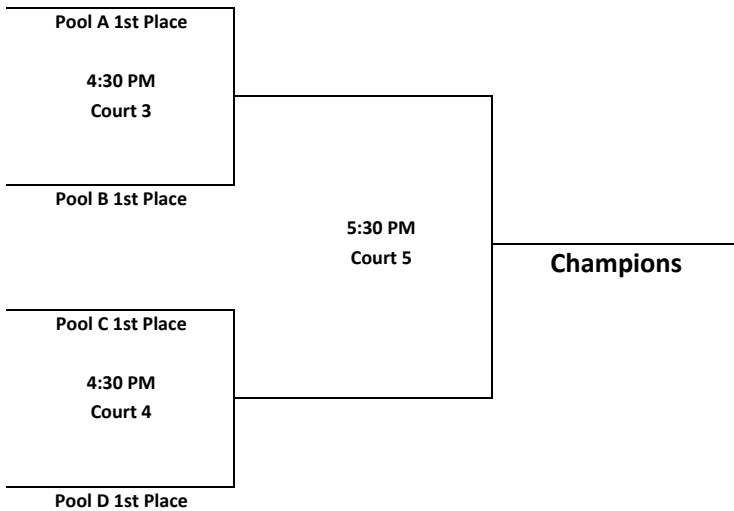 Pool A 1st Place
4:30 PM
Court 3
Pool B 1st Place
5:30 PM
Court 5
Champions
Pool C 1st Place
4:30 PM
Court 4
Pool D 1st Place